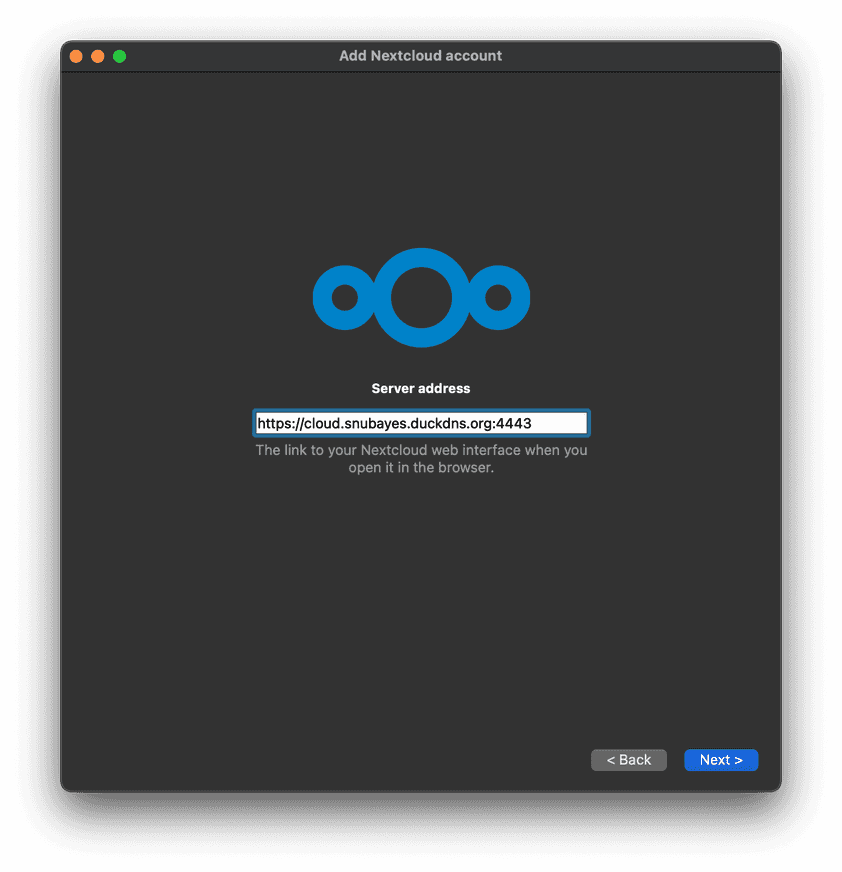 Add Nextcloud account
Server address
https://cloud.snubayes.duckdns.org:4443
The link to your Nextcloud web interface when you
open it in the browser.
< Back
Next >